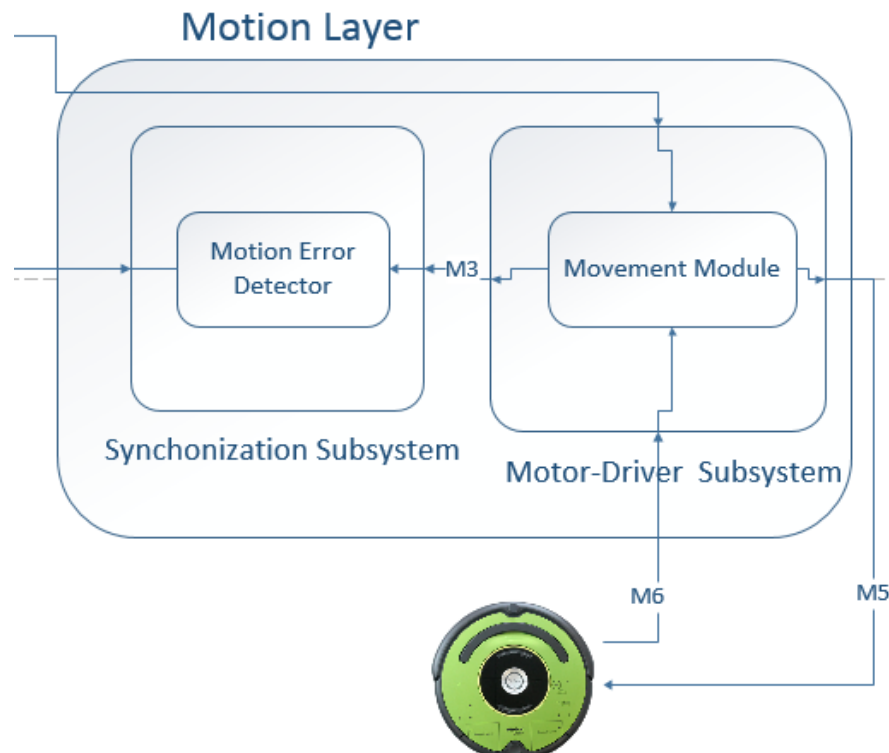 Motion Layer
Motion Error
Detector
M3
Movement Module
Synchonization Subsystem
Motor-Driver Subsystem
M6
M5